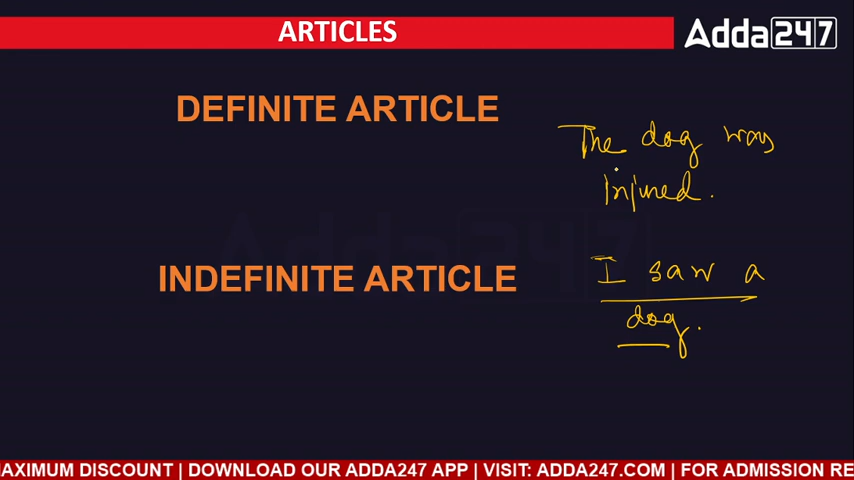 ARTICLES
Adda247
DEFINITE ARTICLE
The dog was
injured.
INDEFINITE ARTICLE
I saw a
dog.
MAXIMUM DISCOUNT | DOWNLOAD OUR ADDA247 APP | VISIT: ADDA247.COM | FOR ADMISSION RE